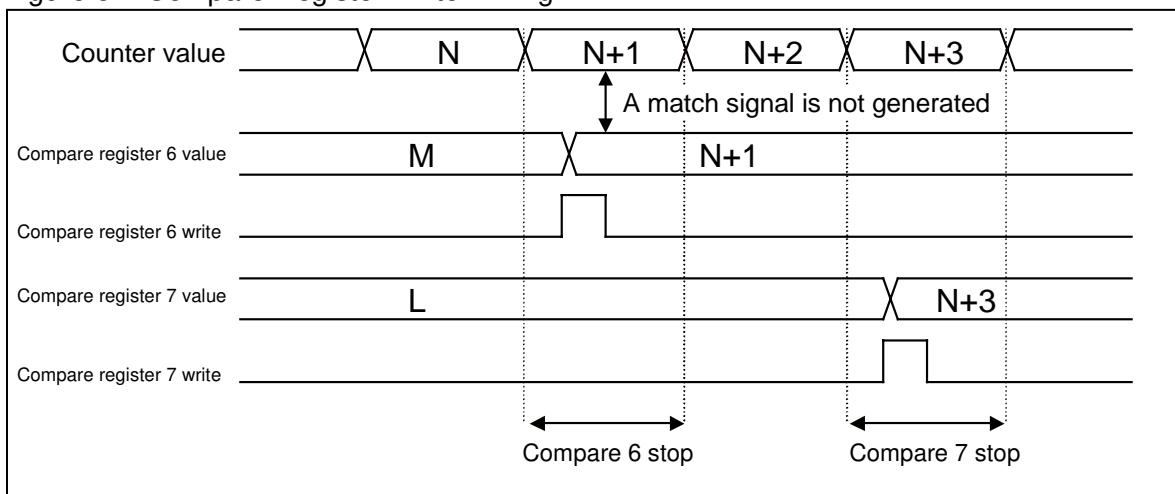 Counter value N N+1 N+2 N+3
A match signal is not generated
Compare register 6 value M N+1
Compare register 6 write
Compare register 7 value L N+3
Compare register 7 write
Compare 6 stop Compare 7 stop